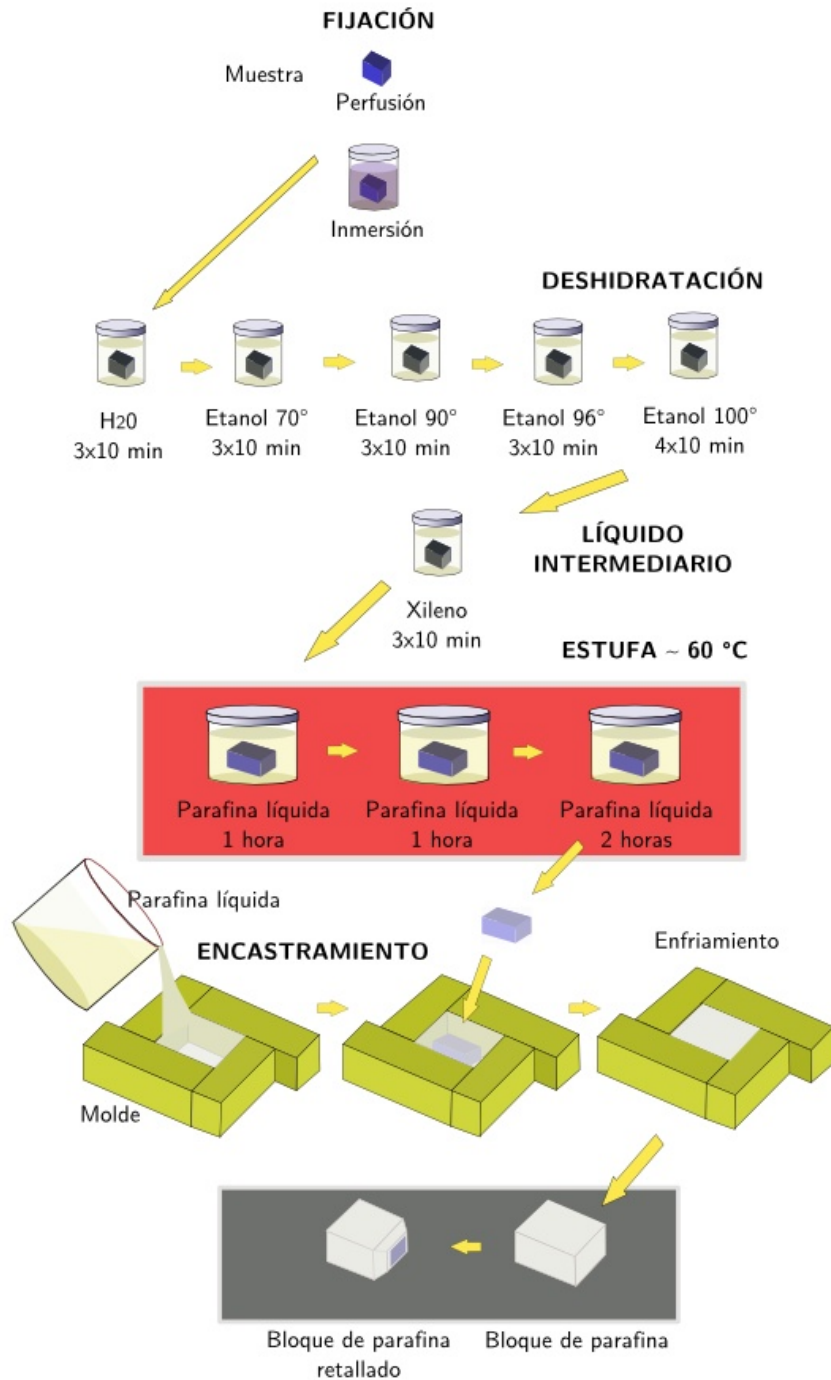 FIJACIÓN
Muestra
Perfusión
Inmersión
DESHIDRATACIÓN
H20
3x10 min
Etanol 70°
3x10 min
Etanol 90°
3x10 min
Etanol 96°
3x10 min
Etanol 100°
4x10 min
LÍQUIDO
INTERMEDIARIO
Xileno
3x10 min
ESTUFA ~ 60 °C
Parafina líquida
1 hora
Parafina líquida
1 hora
Parafina líquida
2 horas
Parafina líquida
ENCASTRAMIENTO
Enfriamiento
Molde
Bloque de parafina
retallado
Bloque de parafina